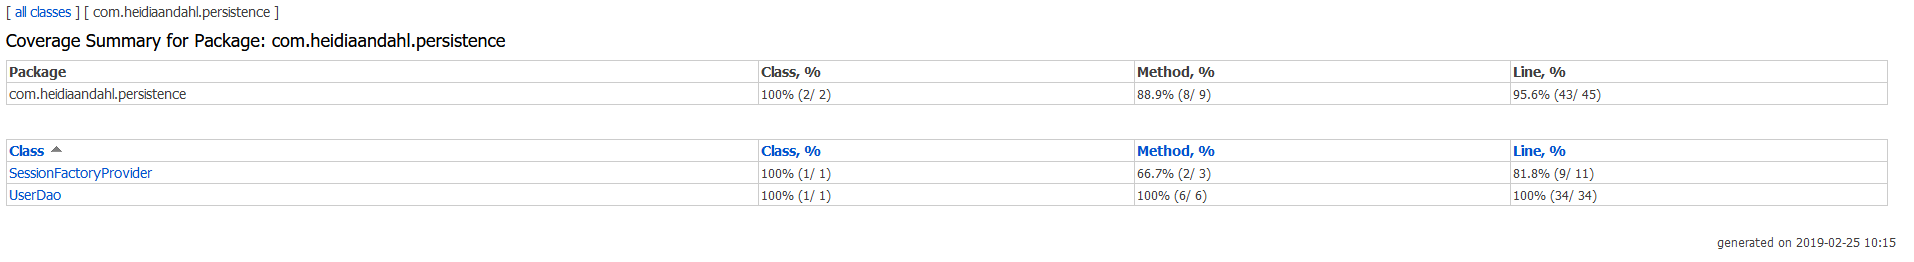 [ all classes ] [ com.heidiaandahl.persistence ]
Coverage Summary for Package: com.heidiaandahl.persistence
Package Class, % Method, % Line, %
com.heidiaandahl.persistence 100% (2/ 2) 88.9% (8/ 9) 95.6% (43/ 45)
Class Class, % Method, % Line, %
SessionFactoryProvider 100% (1/ 1) 66.7% (2/ 3) 81.8% (9/ 11)
UserDao 100% (1/ 1) 100% (6/ 6) 100% (34/ 34)
generated on 2019-02-25 10:15